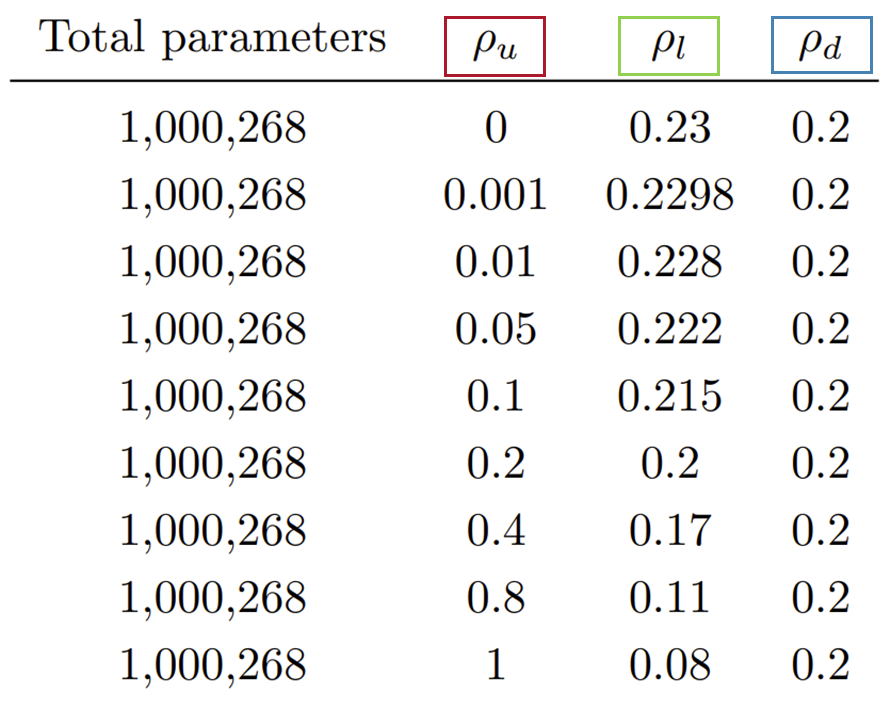 Total parameters ρu ρl ρd
1,000,268 0 0.23 0.2
1,000,268 0.001 0.2298 0.2
1,000,268 0.01 0.228 0.2
1,000,268 0.05 0.222 0.2
1,000,268 0.1 0.215 0.2
1,000,268 0.2 0.2 0.2
1,000,268 0.4 0.17 0.2
1,000,268 0.8 0.11 0.2
1,000,268 1 0.08 0.2